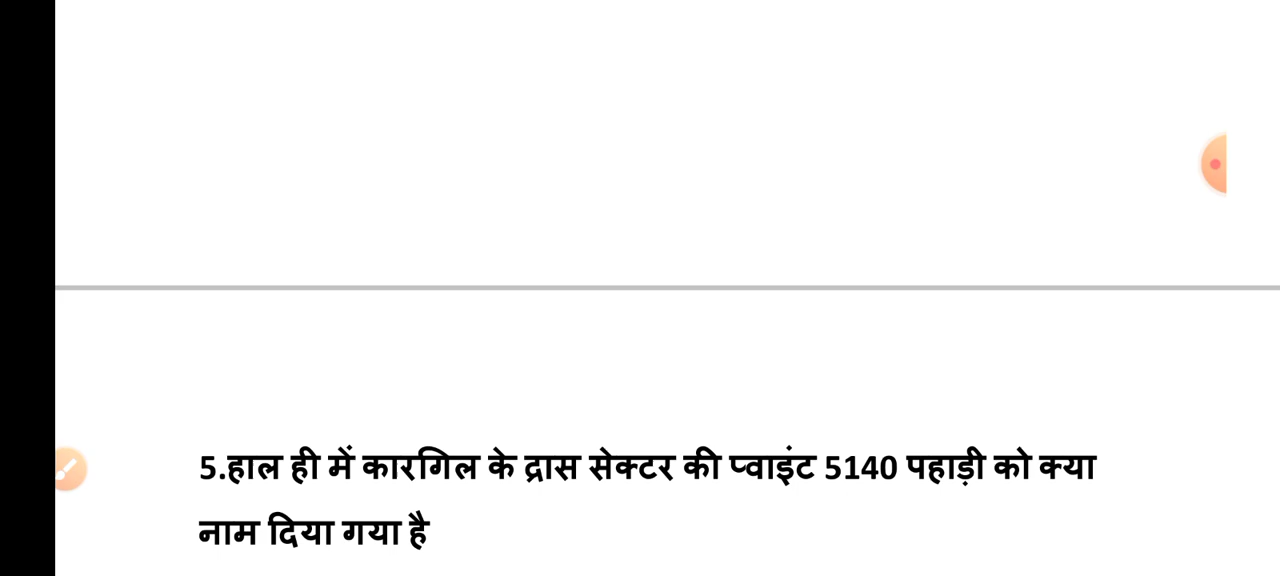 5.हाल ही में कारगिल के द्रास सेक्टर की प्वाइंट 5140 पहाड़ी को क्या
नाम दिया गया है